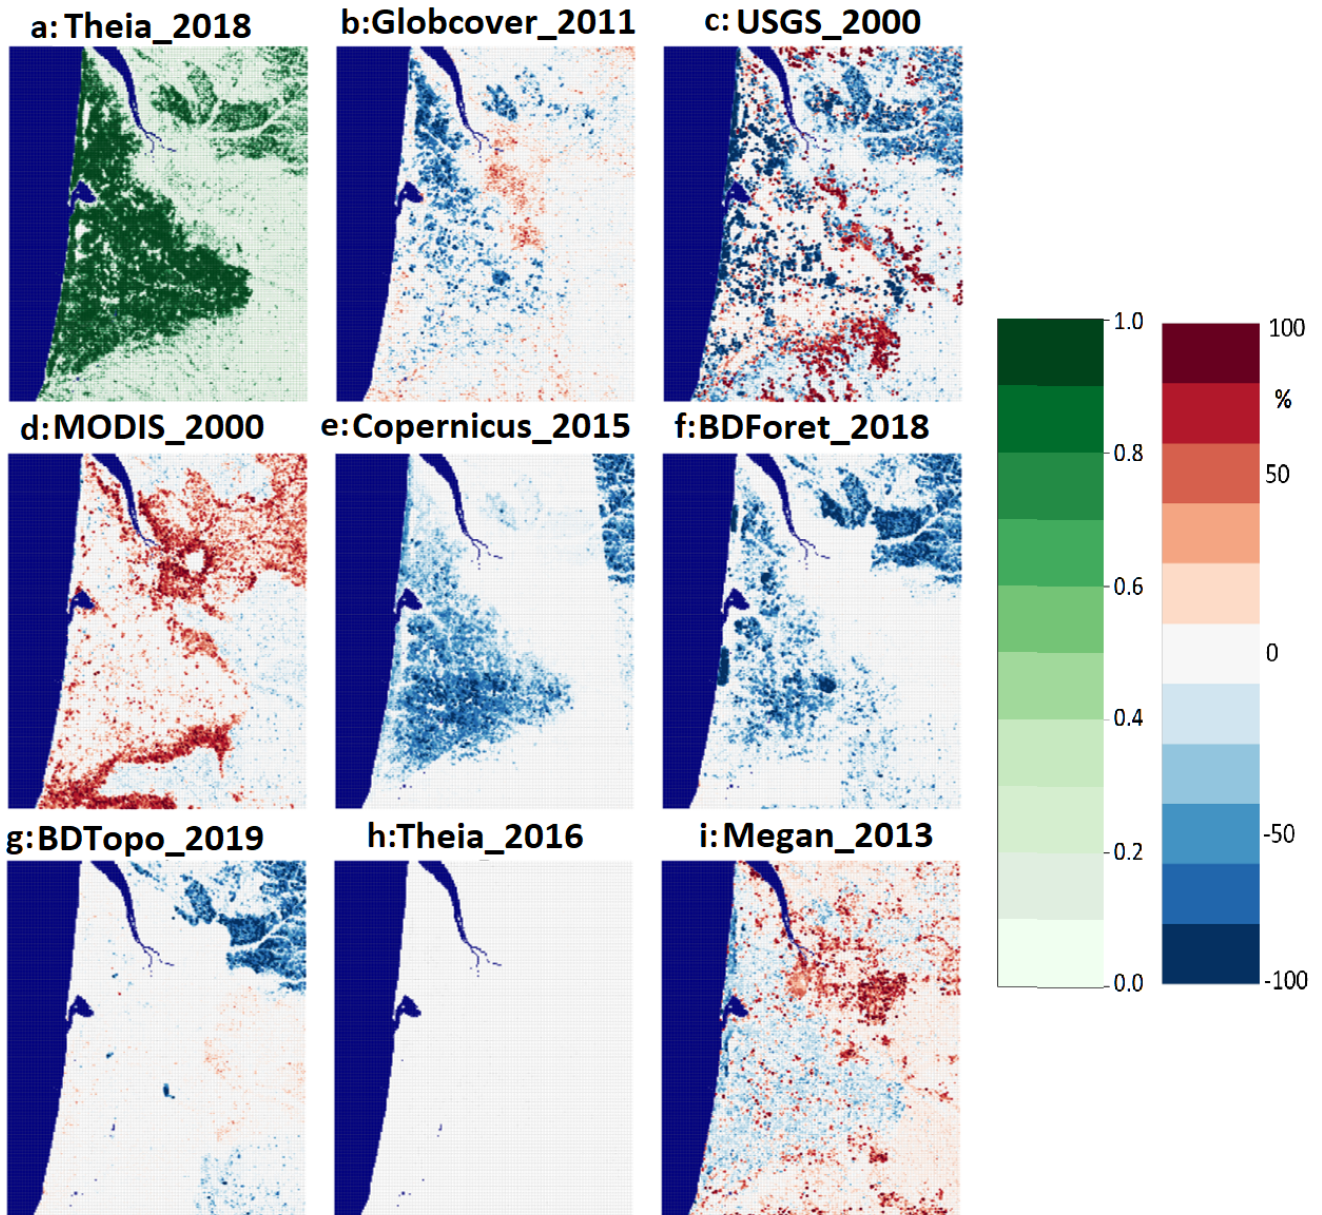 a: Theia_2018
b:Globcover_2011
c: USGS_2000
d: MODIS_2000
e: Copernicus_2015
f: BDForet_2018
g: BDTopo_2019
h: Theia_2016
i: Megan_2013
1.0
0.8
0.6
0.4
0.2
0.0
100
%
50
0
-50
-100